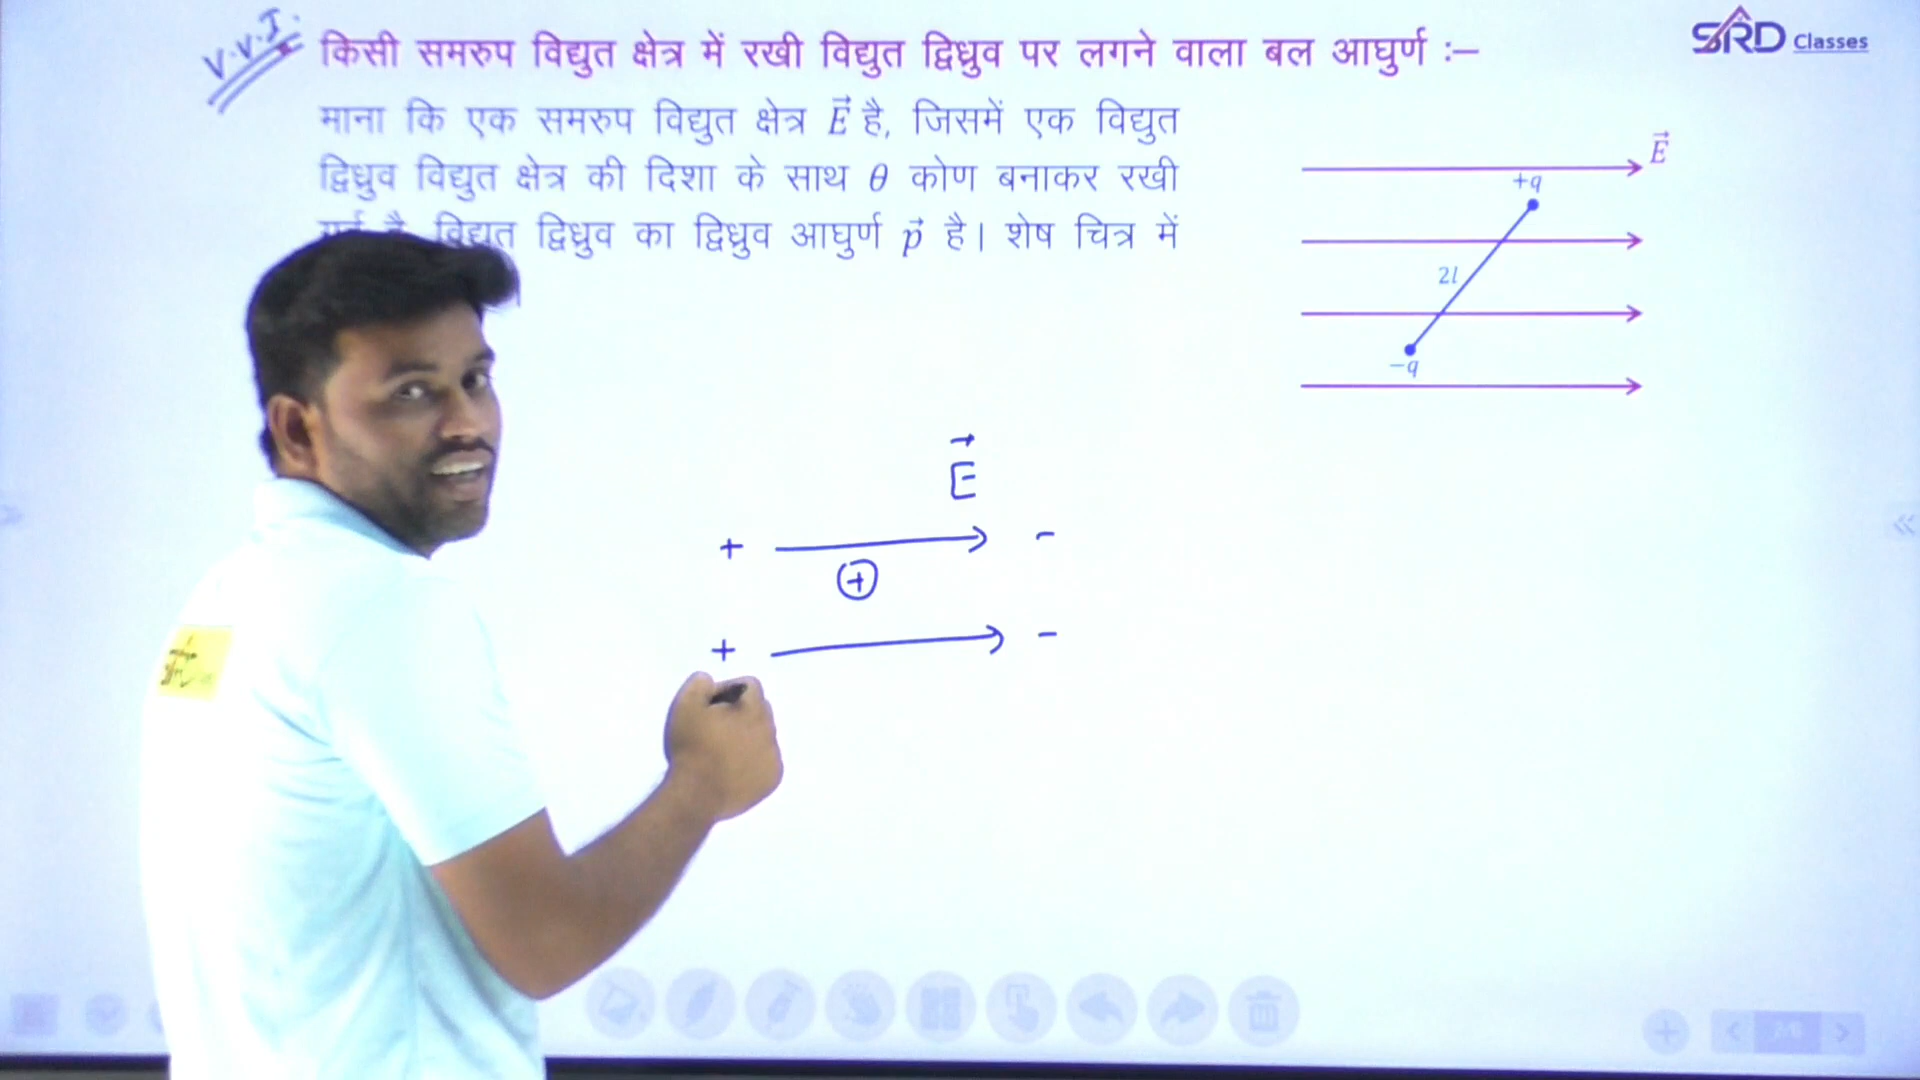 V.V.I.
किसी समरुप विद्युत क्षेत्र में रखी विद्युत द्विध्रुव पर लगने वाला बल आघुर्ण :–
SRD Classes
माना कि एक समरुप विद्युत क्षेत्र E⃗ है, जिसमें एक विद्युत
द्विध्रुव विद्युत क्षेत्र की दिशा के साथ θ कोण बनाकर रखी
विद्युत द्विध्रुव का द्विध्रुव आघुर्ण p⃗ है। शेष चित्र में
E⃗
+q
2l
−q
E⃗
+ -
+
+ -